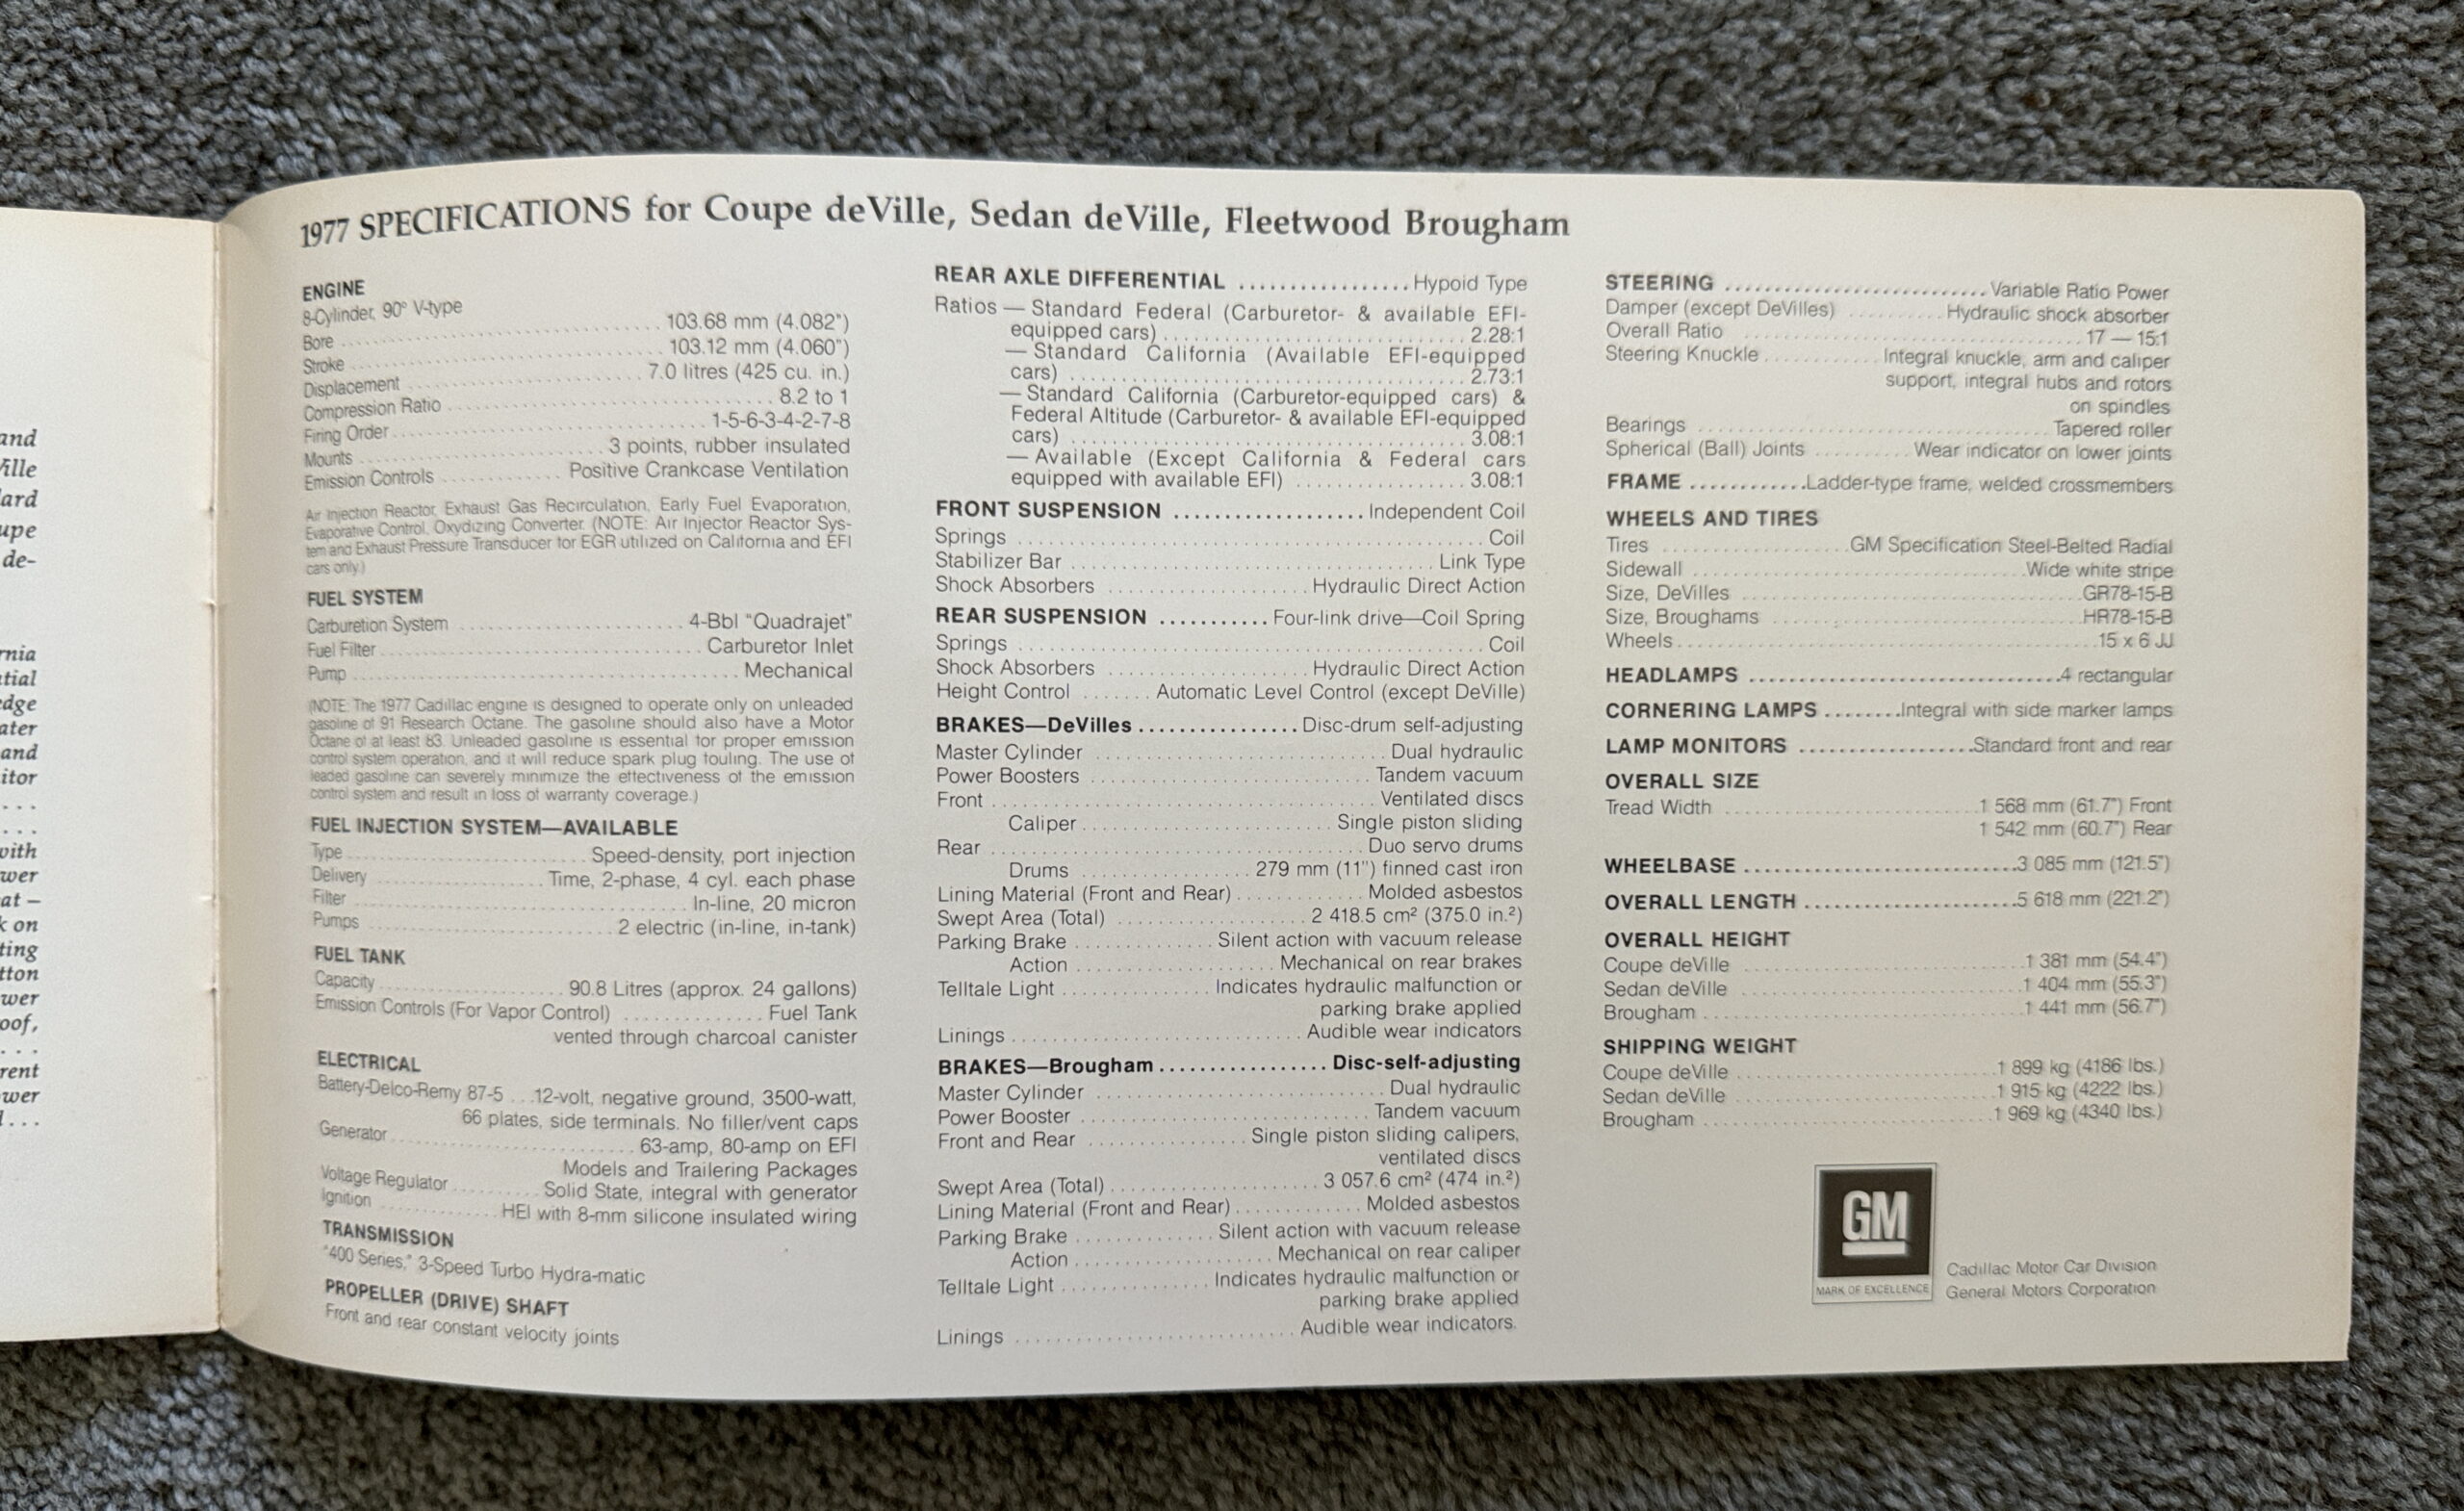 and
ille
lard
upe
de-
rnia
ntial
edge
ater
and
itor
. . .
. . .
with
wer
at —
k on
ting
tton
wer
oof,
. . .
rent
wer
l . . .
1977 SPECIFICATIONS for Coupe deVille, Sedan deVille, Fleetwood Brougham
ENGINE
8-Cylinder, 90° V-type
Bore ........ 103.68 mm (4.082")
Stroke ........ 103.12 mm (4.060")
Displacement ........ 7.0 litres (425 cu. in.)
Compression Ratio ........ 8.2 to 1
Firing Order ........ 1-5-6-3-4-2-7-8
Mounts ........ 3 points, rubber insulated
Emission Controls ........ Positive Crankcase Ventilation
Air Injection Reactor, Exhaust Gas Recirculation, Early Fuel Evaporation,
Evaporative Control, Oxydizing Converter. (NOTE: Air Injector Reactor Sys-
tem and Exhaust Pressure Transducer for EGR utilized on California and EFI
cars only.)
FUEL SYSTEM
Carburetion System ........ 4-Bbl "Quadrajet"
Fuel Filter ........ Carburetor Inlet
Pump ........ Mechanical
(NOTE: The 1977 Cadillac engine is designed to operate only on unleaded
gasoline of 91 Research Octane. The gasoline should also have a Motor
Octane of at least 83. Unleaded gasoline is essential for proper emission
control system operation, and it will reduce spark plug fouling. The use of
leaded gasoline can severely minimize the effectiveness of the emission
control system and result in loss of warranty coverage.)
FUEL INJECTION SYSTEM—AVAILABLE
Type ........ Speed-density, port injection
Delivery ........ Time, 2-phase, 4 cyl. each phase
Filter ........ In-line, 20 micron
Pumps ........ 2 electric (in-line, in-tank)
FUEL TANK
Capacity ........ 90.8 Litres (approx. 24 gallons)
Emission Controls (For Vapor Control) ........ Fuel Tank
vented through charcoal canister
ELECTRICAL
Battery-Delco-Remy 87-5 ... 12-volt, negative ground, 3500-watt,
66 plates, side terminals. No filler/vent caps
Generator ........ 63-amp, 80-amp on EFI
Models and Trailering Packages
Voltage Regulator ........ Solid State, integral with generator
Ignition ........ HEI with 8-mm silicone insulated wiring
TRANSMISSION
"400 Series," 3-Speed Turbo Hydra-matic
PROPELLER (DRIVE) SHAFT
Front and rear constant velocity joints
REAR AXLE DIFFERENTIAL ........ Hypoid Type
Ratios — Standard Federal (Carburetor- & available EFI-
equipped cars) ........ 2.28:1
— Standard California (Available EFI-equipped
cars) ........ 2.73:1
— Standard California (Carburetor-equipped cars) &
Federal Altitude (Carburetor- & available EFI-equipped
cars) ........ 3.08:1
— Available (Except California & Federal cars
equipped with available EFI) ........ 3.08:1
FRONT SUSPENSION ........ Independent Coil
Springs ........ Coil
Stabilizer Bar ........ Link Type
Shock Absorbers ........ Hydraulic Direct Action
REAR SUSPENSION ........ Four-link drive—Coil Spring
Springs ........ Coil
Shock Absorbers ........ Hydraulic Direct Action
Height Control ........ Automatic Level Control (except DeVille)
BRAKES—DeVilles ........ Disc-drum self-adjusting
Master Cylinder ........ Dual hydraulic
Power Boosters ........ Tandem vacuum
Front ........ Ventilated discs
Caliper ........ Single piston sliding
Rear ........ Duo servo drums
Drums ........ 279 mm (11") finned cast iron
Lining Material (Front and Rear) ........ Molded asbestos
Swept Area (Total) ........ 2 418.5 cm² (375.0 in.²)
Parking Brake ........ Silent action with vacuum release
Action ........ Mechanical on rear brakes
Telltale Light ........ Indicates hydraulic malfunction or
parking brake applied
Linings ........ Audible wear indicators
BRAKES—Brougham ........ Disc-self-adjusting
Master Cylinder ........ Dual hydraulic
Power Booster ........ Tandem vacuum
Front and Rear ........ Single piston sliding calipers,
ventilated discs
Swept Area (Total) ........ 3 057.6 cm² (474 in.²)
Lining Material (Front and Rear) ........ Molded asbestos
Parking Brake ........ Silent action with vacuum release
Action ........ Mechanical on rear caliper
Telltale Light ........ Indicates hydraulic malfunction or
parking brake applied
Linings ........ Audible wear indicators.
STEERING ........ Variable Ratio Power
Damper (except DeVilles) ........ Hydraulic shock absorber
Overall Ratio ........ 17 — 15:1
Steering Knuckle ........ Integral knuckle, arm and caliper
support, integral hubs and rotors
on spindles
Bearings ........ Tapered roller
Spherical (Ball) Joints ........ Wear indicator on lower joints
FRAME ........ Ladder-type frame, welded crossmembers
WHEELS AND TIRES
Tires ........ GM Specification Steel-Belted Radial
Sidewall ........ Wide white stripe
Size, DeVilles ........ GR78-15-B
Size, Broughams ........ HR78-15-B
Wheels ........ 15 x 6 JJ
HEADLAMPS ........ 4 rectangular
CORNERING LAMPS ........ Integral with side marker lamps
LAMP MONITORS ........ Standard front and rear
OVERALL SIZE
Tread Width ........ 1 568 mm (61.7") Front
1 542 mm (60.7") Rear
WHEELBASE ........ 3 085 mm (121.5")
OVERALL LENGTH ........ 5 618 mm (221.2")
OVERALL HEIGHT
Coupe deVille ........ 1 381 mm (54.4")
Sedan deVille ........ 1 404 mm (55.3")
Brougham ........ 1 441 mm (56.7")
SHIPPING WEIGHT
Coupe deVille ........ 1 899 kg (4186 lbs.)
Sedan deVille ........ 1 915 kg (4222 lbs.)
Brougham ........ 1 969 kg (4340 lbs.)
GM
MARK OF EXCELLENCE
Cadillac Motor Car Division
General Motors Corporation